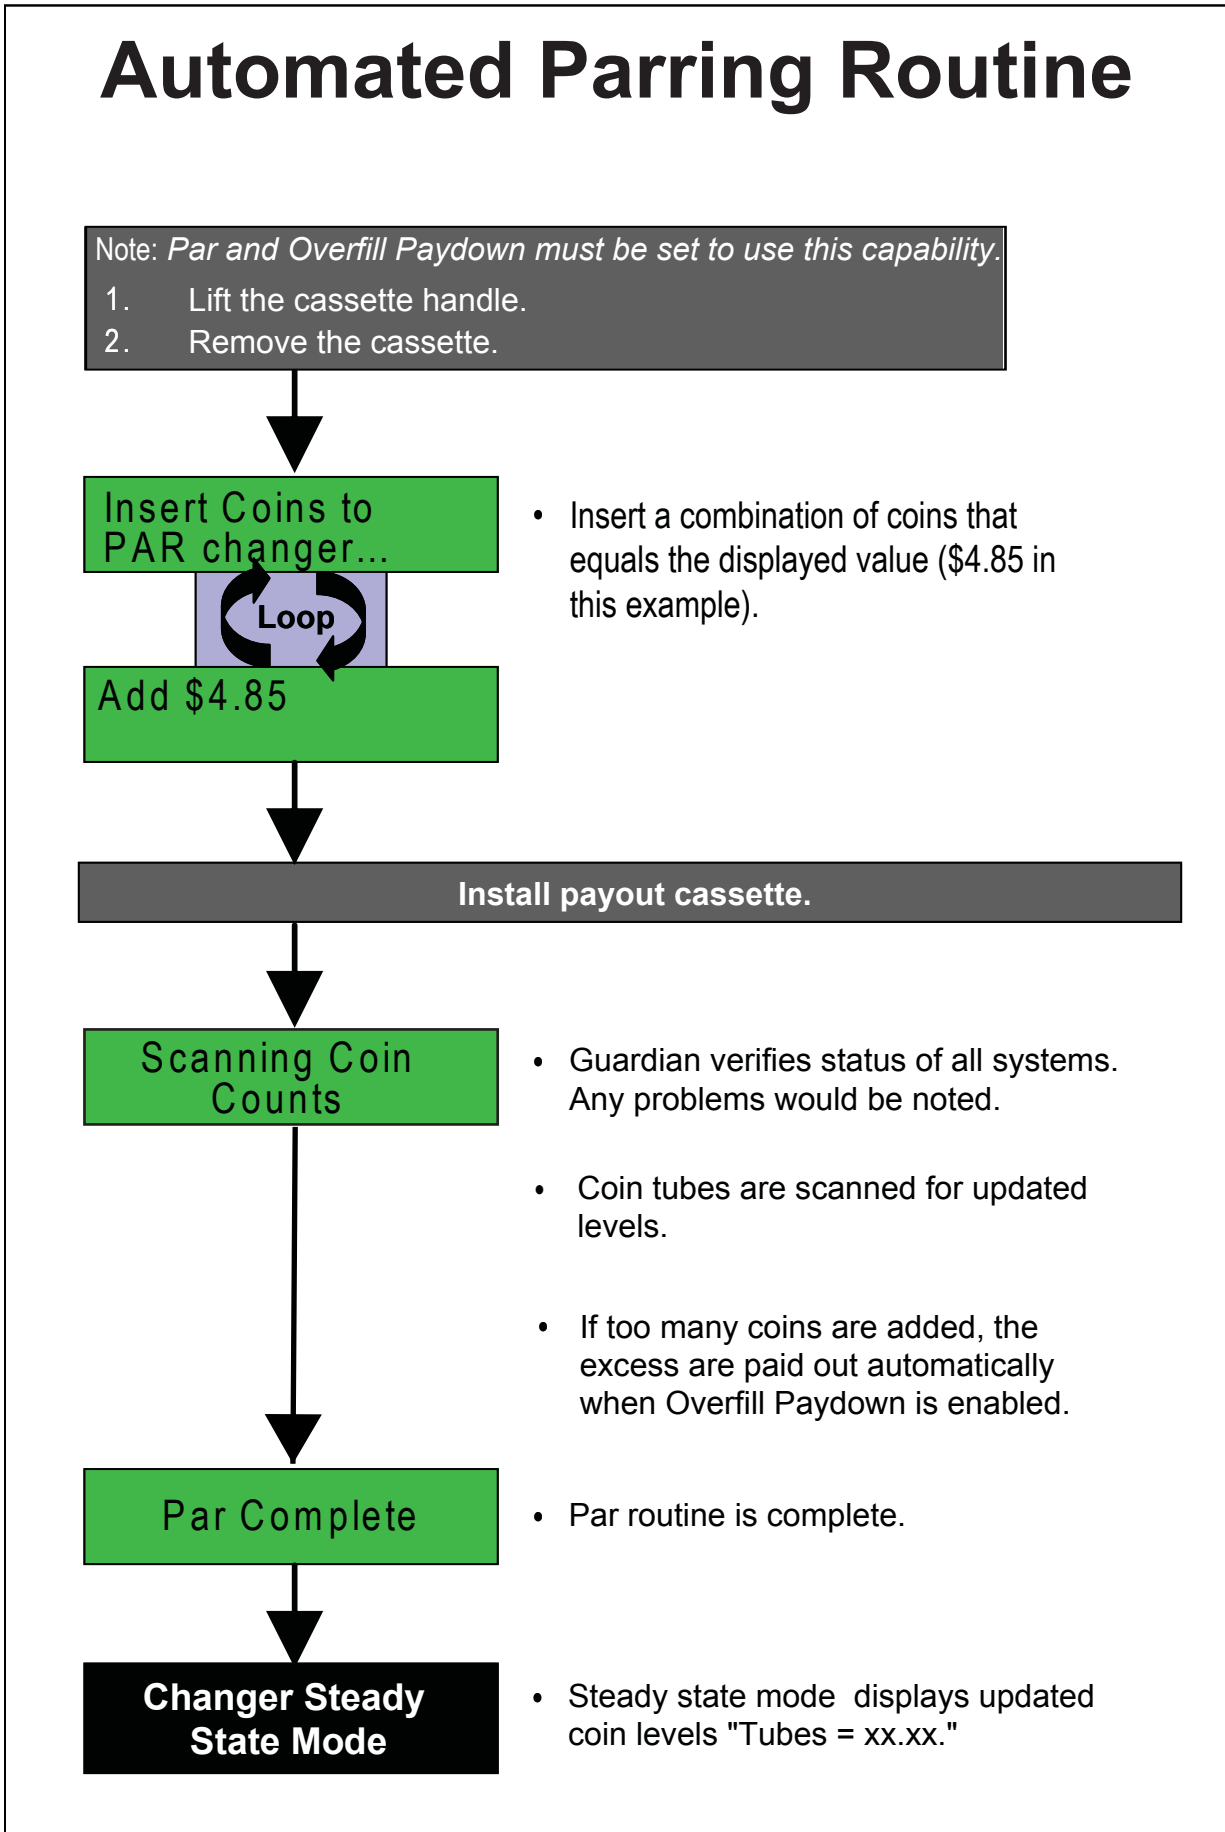 Automated Parring Routine
Note: Par and Overfill Paydown must be set to use this capability.
1. Lift the cassette handle.
2. Remove the cassette.
Insert Coins to
PAR changer...
• Insert a combination of coins that
equals the displayed value ($4.85 in
this example).
Loop
Add $4.85
Install payout cassette.
Scanning Coin
Counts
• Guardian verifies status of all systems.
Any problems would be noted.
• Coin tubes are scanned for updated
levels.
• If too many coins are added, the
excess are paid out automatically
when Overfill Paydown is enabled.
Par Complete
• Par routine is complete.
Changer Steady
State Mode
• Steady state mode displays updated
coin levels "Tubes = xx.xx."